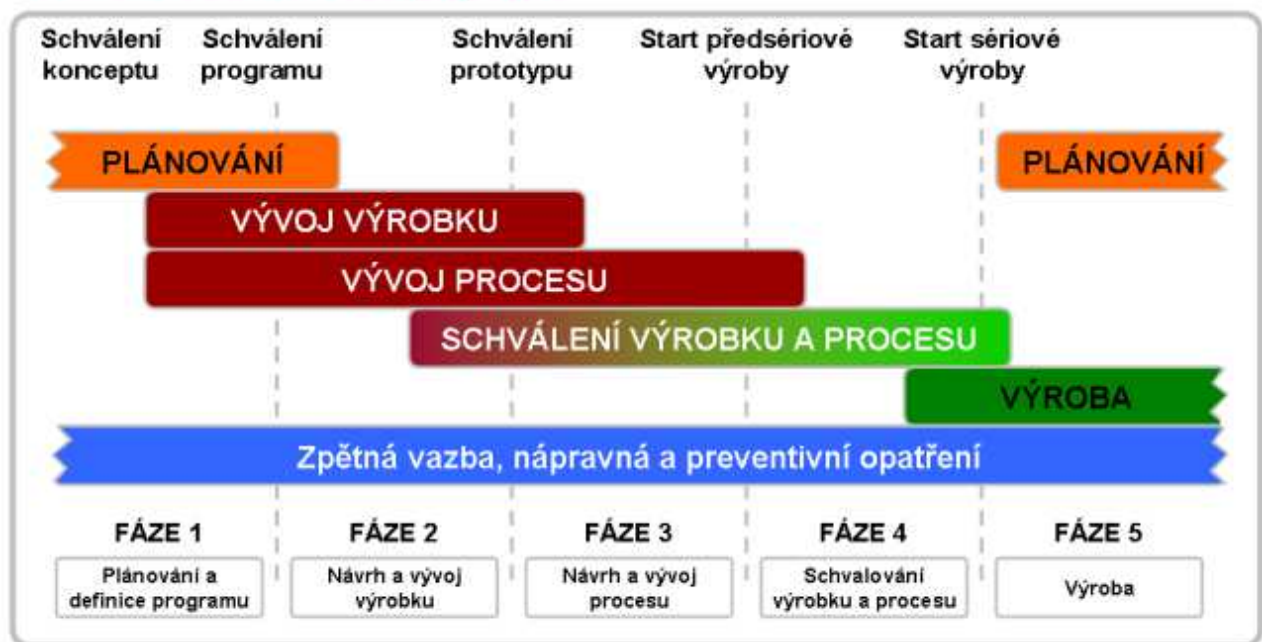 Schválení konceptu
Schválení programu
Schválení prototypu
Start předsériové výroby
Start sériové výroby
PLÁNOVÁNÍ
PLÁNOVÁNÍ
VÝVOJ VÝROBKU
VÝVOJ PROCESU
SCHVÁLENÍ VÝROBKU A PROCESU
VÝROBA
Zpětná vazba, nápravná a preventivní opatření
FÁZE 1
FÁZE 2
FÁZE 3
FÁZE 4
FÁZE 5
Plánování a
definice programu
Návrh a vývoj
výrobku
Návrh a vývoj
procesu
Schvalování
výrobku a procesu
Výroba